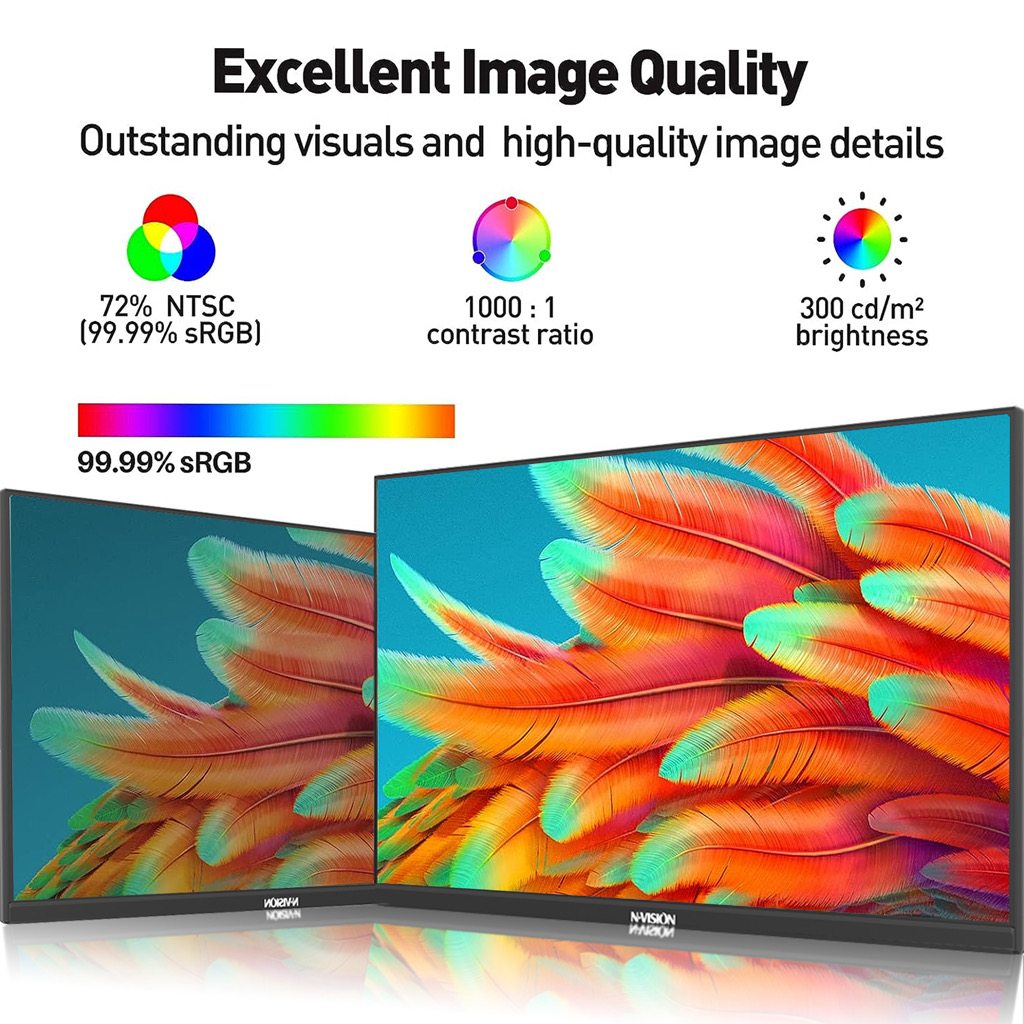 Excellent Image Quality
Outstanding visuals and high-quality image details
72% NTSC
(99.99% sRGB)
1000 : 1
contrast ratio
300 cd/m²
brightness
99.99% sRGB
N-VISION
N-VISION